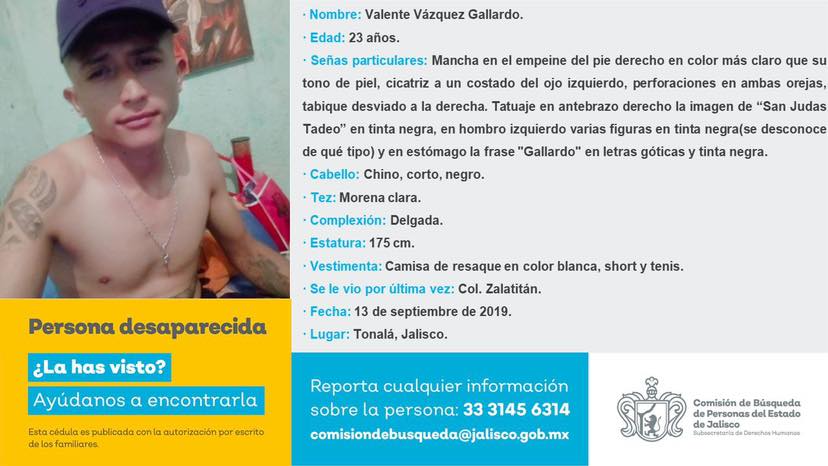 · Nombre: Valente Vázquez Gallardo.
· Edad: 23 años.
· Señas particulares: Mancha en el empeine del pie derecho en color más claro que su
tono de piel, cicatriz a un costado del ojo izquierdo, perforaciones en ambas orejas,
tabique desviado a la derecha. Tatuaje en antebrazo derecho la imagen de “San Judas
Tadeo” en tinta negra, en hombro izquierdo varias figuras en tinta negra(se desconoce
de qué tipo) y en estómago la frase "Gallardo" en letras góticas y tinta negra.
· Cabello: Chino, corto, negro.
· Tez: Morena clara.
· Complexión: Delgada.
· Estatura: 175 cm.
· Vestimenta: Camisa de resaque en color blanca, short y tenis.
· Se le vio por última vez: Col. Zalatitán.
· Fecha: 13 de septiembre de 2019.
· Lugar: Tonalá, Jalisco.
Persona desaparecida
¿La has visto?
Ayúdanos a encontrarla
Esta cédula es publicada con la autorización por escrito
de los familiares.
Reporta cualquier información
sobre la persona: 33 3145 6314
comisiondebusqueda@jalisco.gob.mx
Comisión de Búsqueda
de Personas del Estado
de Jalisco
Subsecretaría de Derechos Humanos